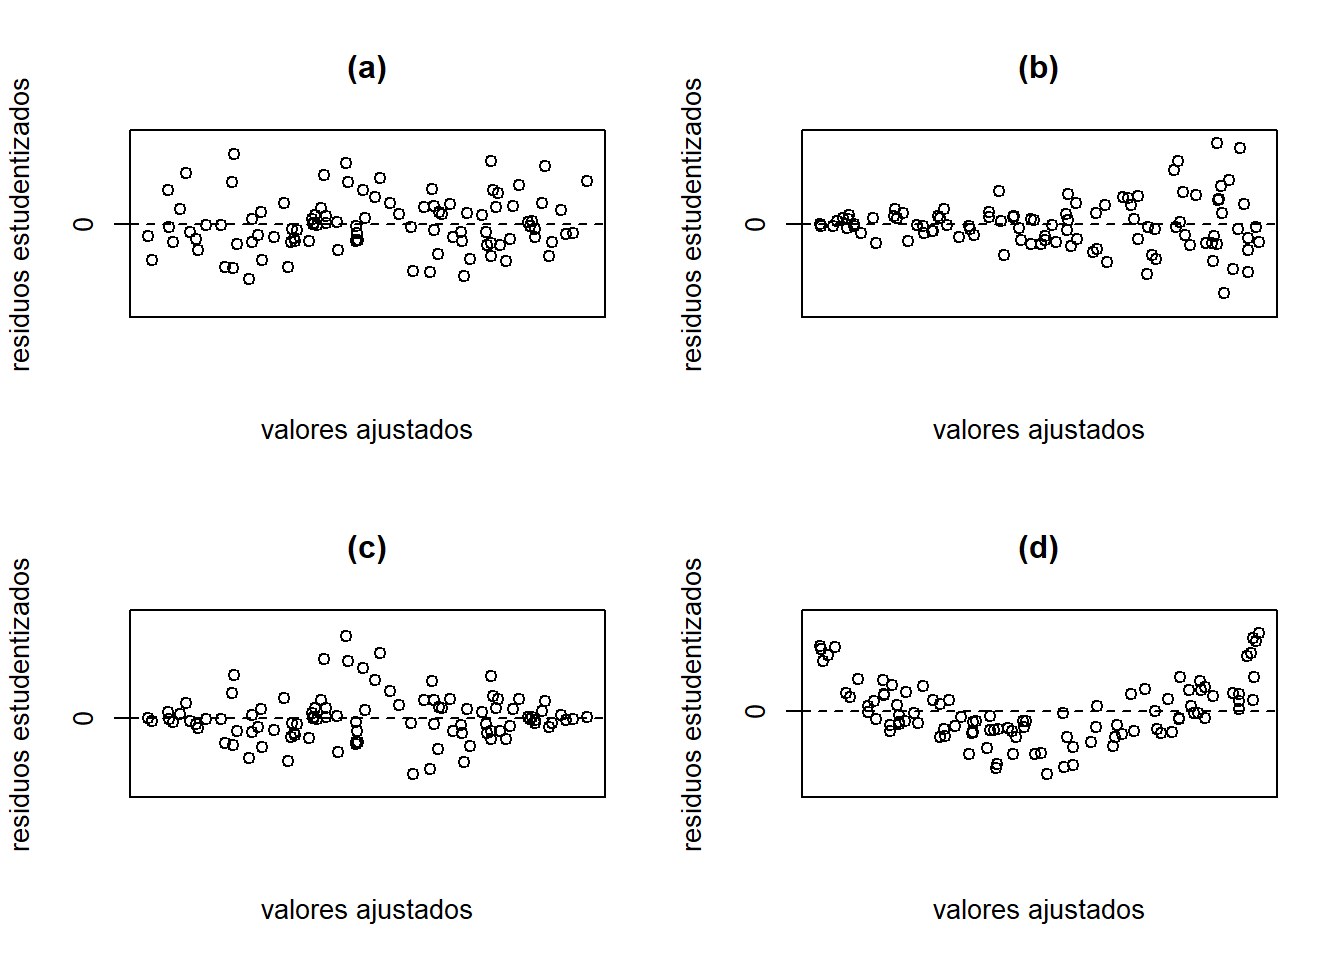 (a)
residuos estudentizados
0
valores ajustados
(b)
residuos estudentizados
0
valores ajustados
(c)
residuos estudentizados
0
valores ajustados
(d)
residuos estudentizados
0
valores ajustados